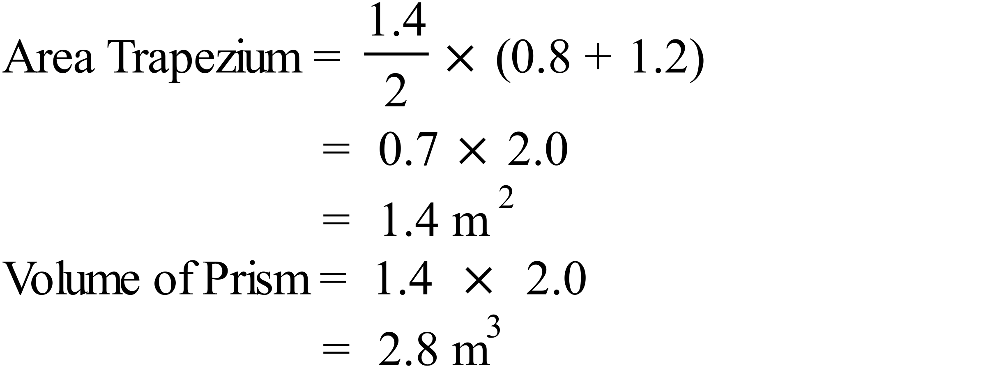 Area Trapezium = 1.4/2 × (0.8 + 1.2)
= 0.7 × 2.0
= 1.4 m²
Volume of Prism = 1.4 × 2.0
= 2.8 m³